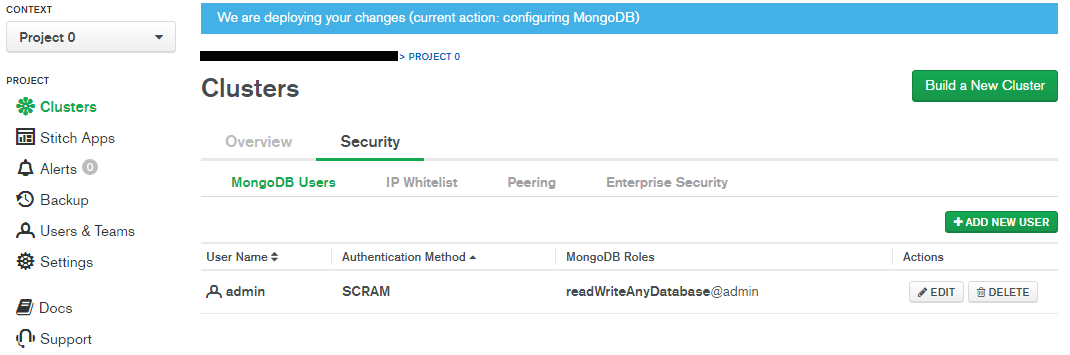 CONTEXT
Project 0
PROJECT
Clusters
Stitch Apps
Alerts 0
Backup
Users & Teams
Settings
Docs
Support
We are deploying your changes (current action: configuring MongoDB)
> PROJECT 0
Clusters
Build a New Cluster
Overview Security
MongoDB Users IP Whitelist Peering Enterprise Security
+ ADD NEW USER
User Name Authentication Method MongoDB Roles Actions
admin SCRAM readWriteAnyDatabase@admin EDIT DELETE